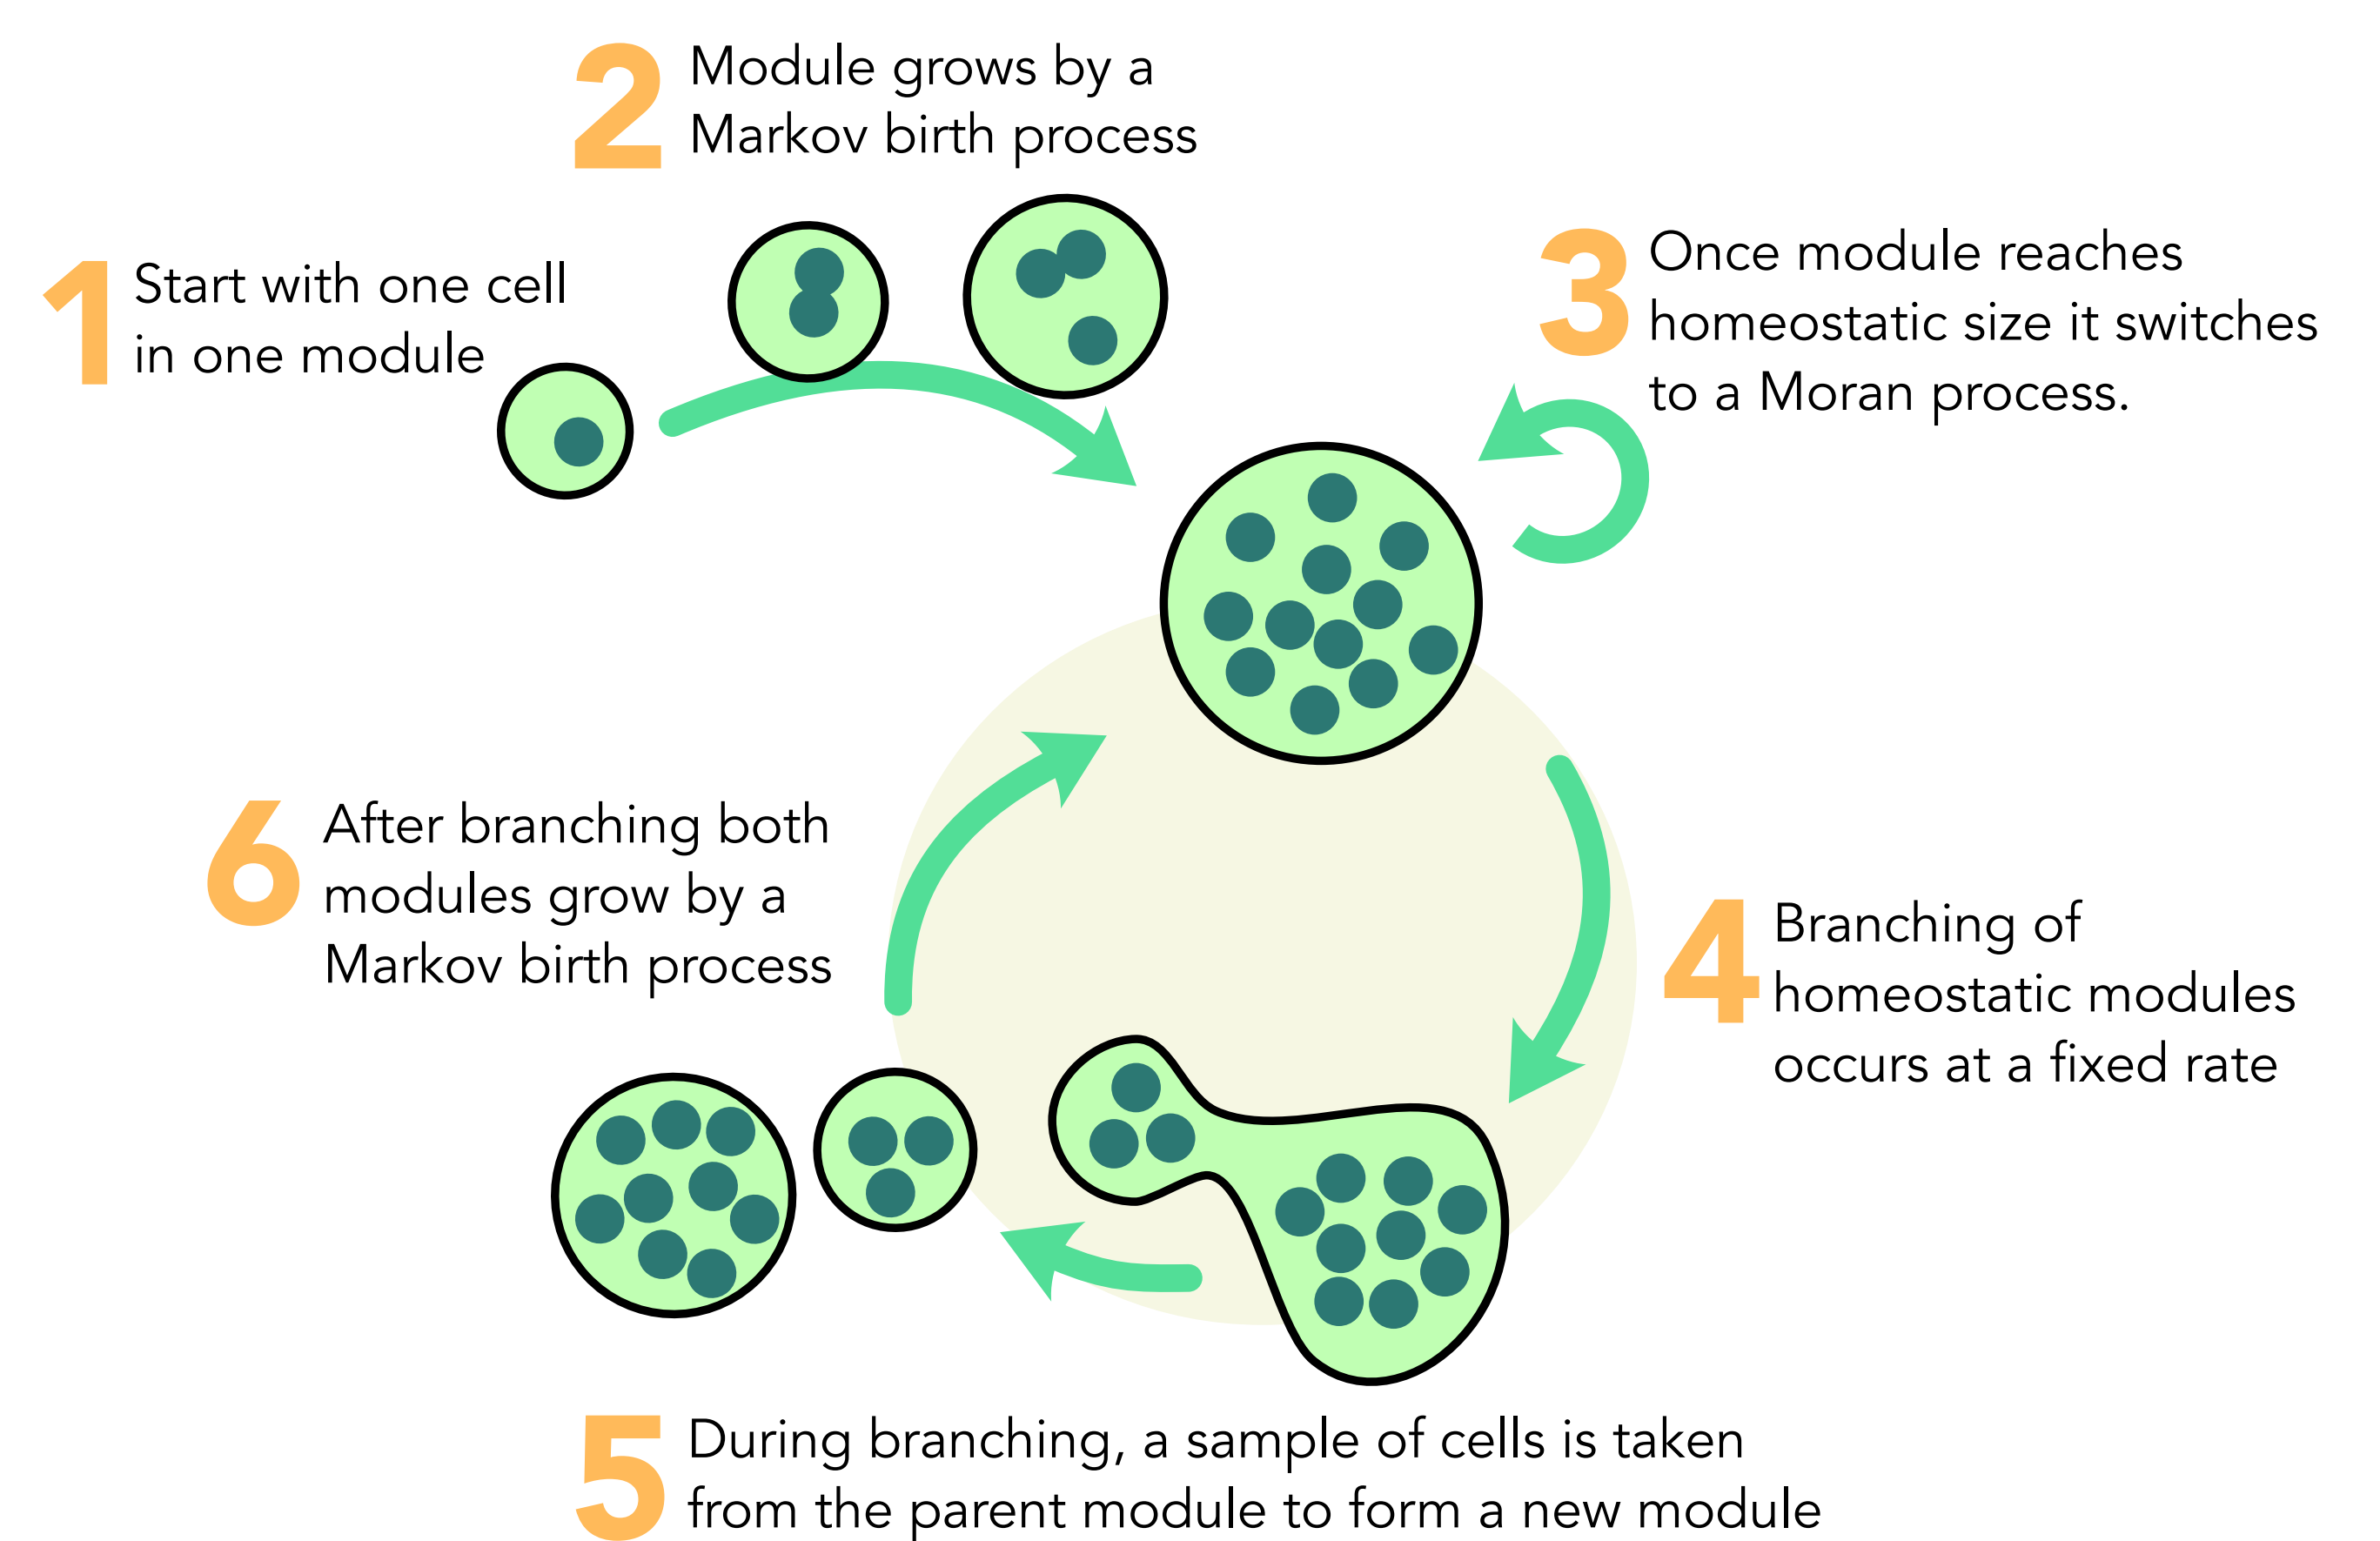 1 Start with one cell
in one module
2 Module grows by a
Markov birth process
3 Once module reaches
homeostatic size it switches
to a Moran process.
4 Branching of
homeostatic modules
occurs at a fixed rate
5 During branching, a sample of cells is taken
from the parent module to form a new module
6 After branching both
modules grow by a
Markov birth process